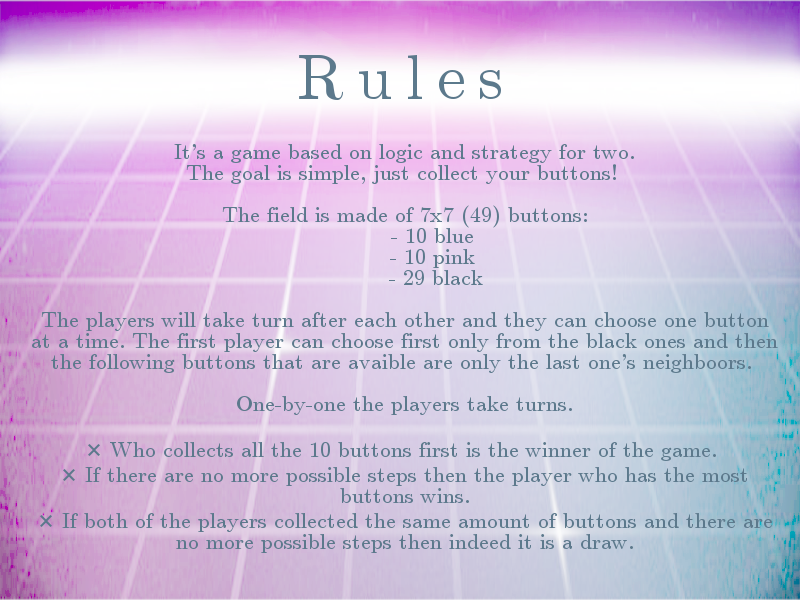 Rules
It's a game based on logic and strategy for two.
The goal is simple, just collect your buttons!
The field is made of 7x7 (49) buttons:
- 10 blue
- 10 pink
- 29 black
The players will take turn after each other and they can choose one button
at a time. The first player can choose first only from the black ones and then
the following buttons that are avaible are only the last one's neighboors.
One-by-one the players take turns.
× Who collects all the 10 buttons first is the winner of the game.
× If there are no more possible steps then the player who has the most
buttons wins.
× If both of the players collected the same amount of buttons and there are
no more possible steps then indeed it is a draw.